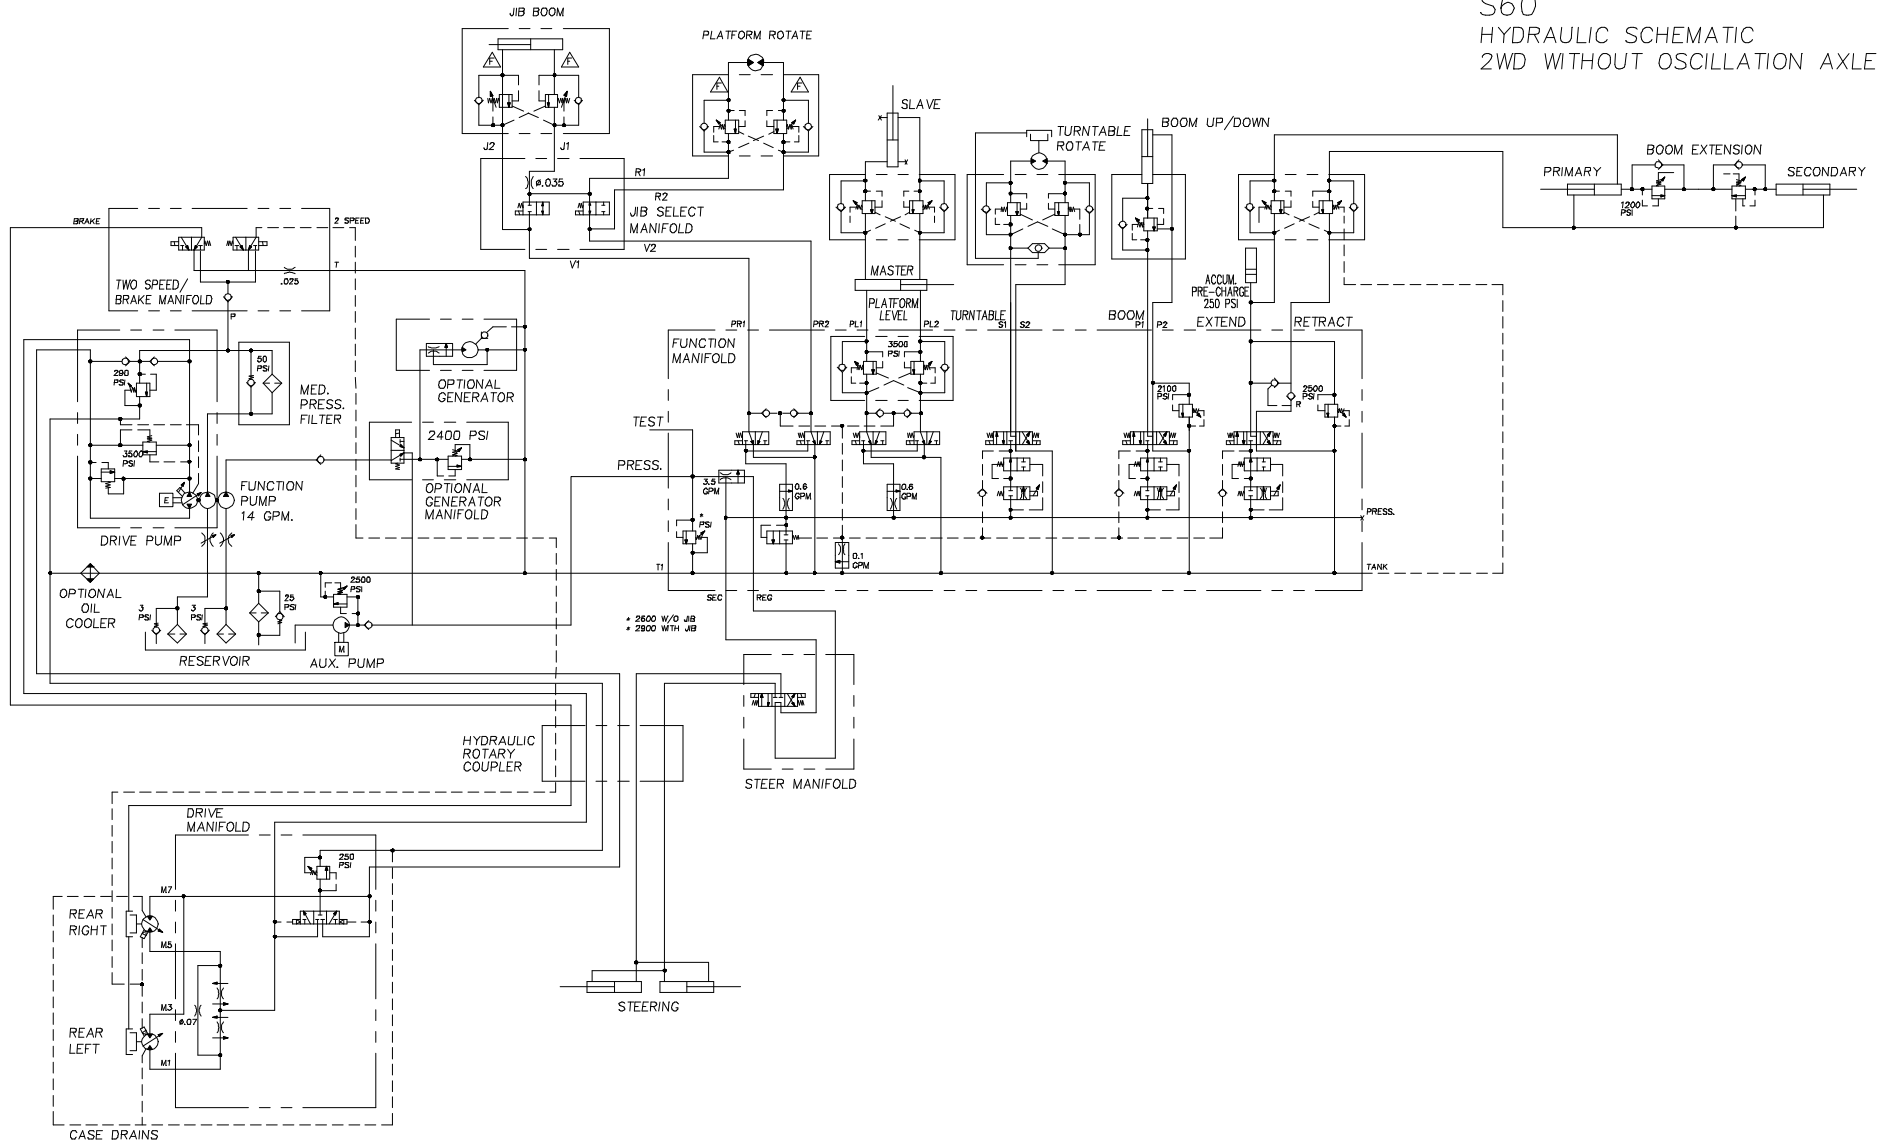 S60
HYDRAULIC SCHEMATIC
2WD WITHOUT OSCILLATION AXLE
JIB BOOM
F
F
J2
J1
PLATFORM ROTATE
F
F
SLAVE
TURNTABLE
ROTATE
BOOM UP/DOWN
BOOM EXTENSION
PRIMARY
SECONDARY
1200
PSI
ø.035
R1
R2
JIB SELECT
MANIFOLD
V2
V1
BRAKE
2 SPEED
T
.025
TWO SPEED/
BRAKE MANIFOLD
P
MASTER
PLATFORM
LEVEL
ACCUM.
PRE-CHARGE
250 PSI
PR1
PR2
PL1
PL2
TURNTABLE
S1
S2
BOOM
P1
P2
EXTEND
RETRACT
FUNCTION
MANIFOLD
3500
PSI
50
PSI
290
PSI
MED.
PRESS.
FILTER
OPTIONAL
GENERATOR
2400 PSI
OPTIONAL
GENERATOR
MANIFOLD
3500
PSI
E
FUNCTION
PUMP
14 GPM.
DRIVE PUMP
TEST
PRESS.
3.5
GPM
0.6
GPM
0.6
GPM
2100
PSI
2500
PSI
R
*
PSI
PRESS.
0.1
GPM
T1
TANK
SEC
REG
* 2600 W/O JIB
* 2900 WITH JIB
OPTIONAL
OIL
COOLER
3
PSI
3
PSI
25
PSI
2500
PSI
M
RESERVOIR
AUX. PUMP
HYDRAULIC
ROTARY
COUPLER
STEER MANIFOLD
DRIVE
MANIFOLD
250
PSI
M7
REAR
RIGHT
M5
M3
ø.07
REAR
LEFT
M1
STEERING
CASE DRAINS